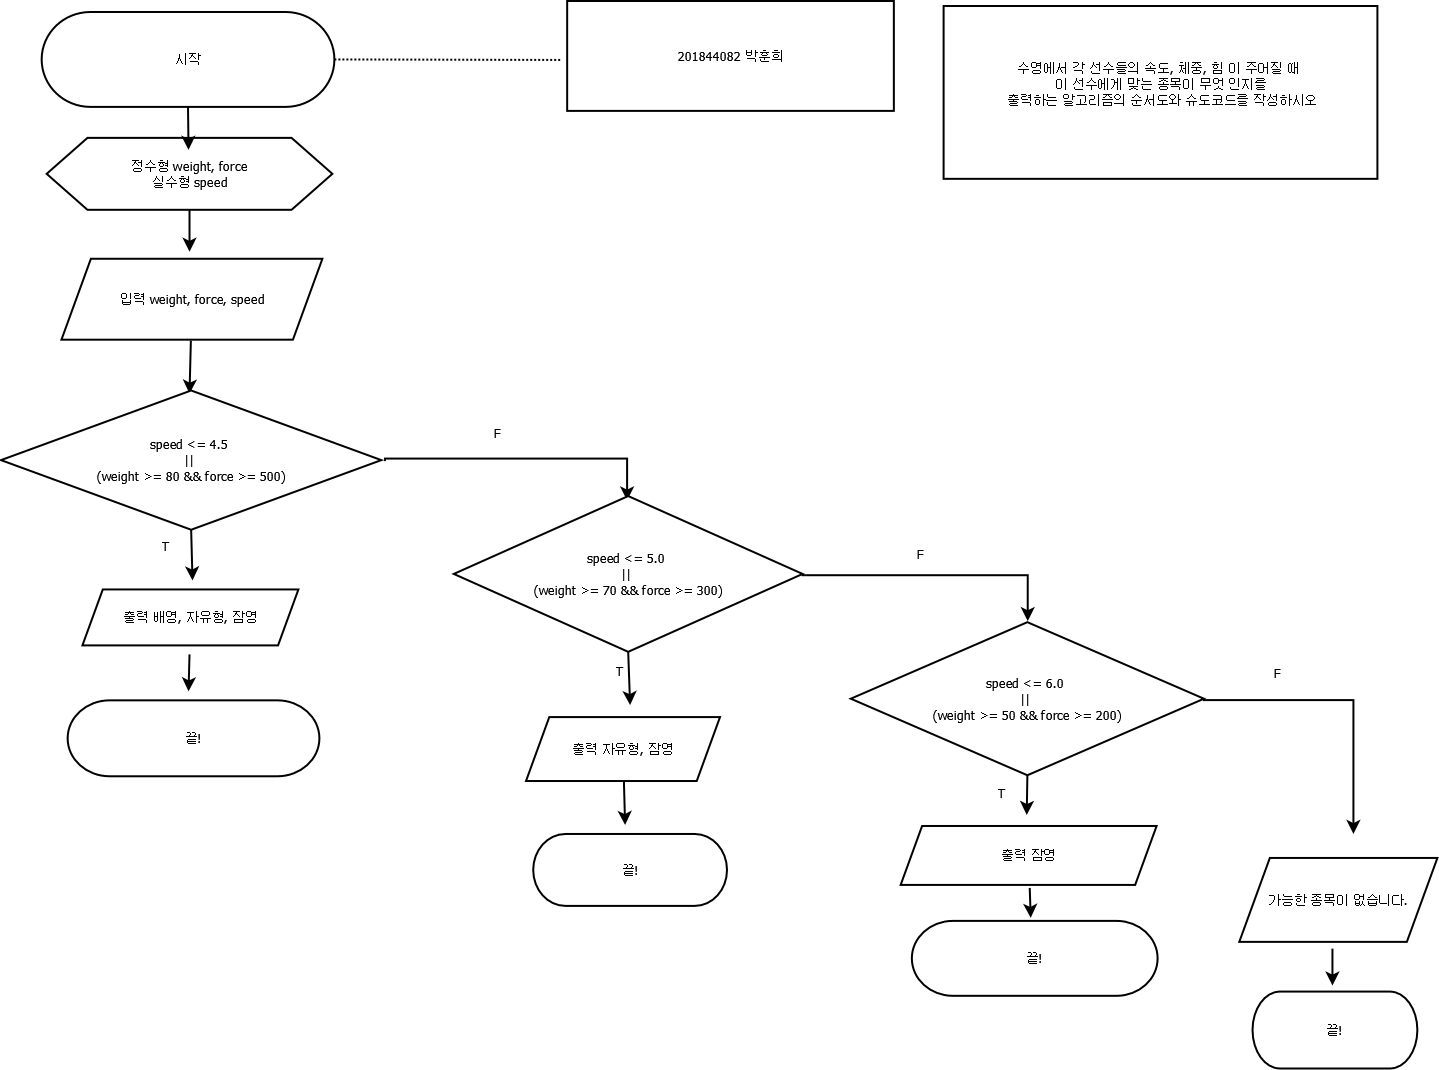 시작
201844082 박훈희
수영에서 각 선수들의 속도, 체중, 힘 이 주어질 때
이 선수에게 맞는 종목이 무엇 인지를
출력하는 알고리즘의 순서도와 슈도코드를 작성하시오
정수형 weight, force
실수형 speed
입력 weight, force, speed
speed <= 4.5
||
(weight >= 80 && force >= 500)
F
T
출력 배영, 자유형, 잠영
끝!
speed <= 5.0
||
(weight >= 70 && force >= 300)
F
T
출력 자유형, 잠영
끝!
speed <= 6.0
||
(weight >= 50 && force >= 200)
F
T
출력 잠영
끝!
가능한 종목이 없습니다.
끝!